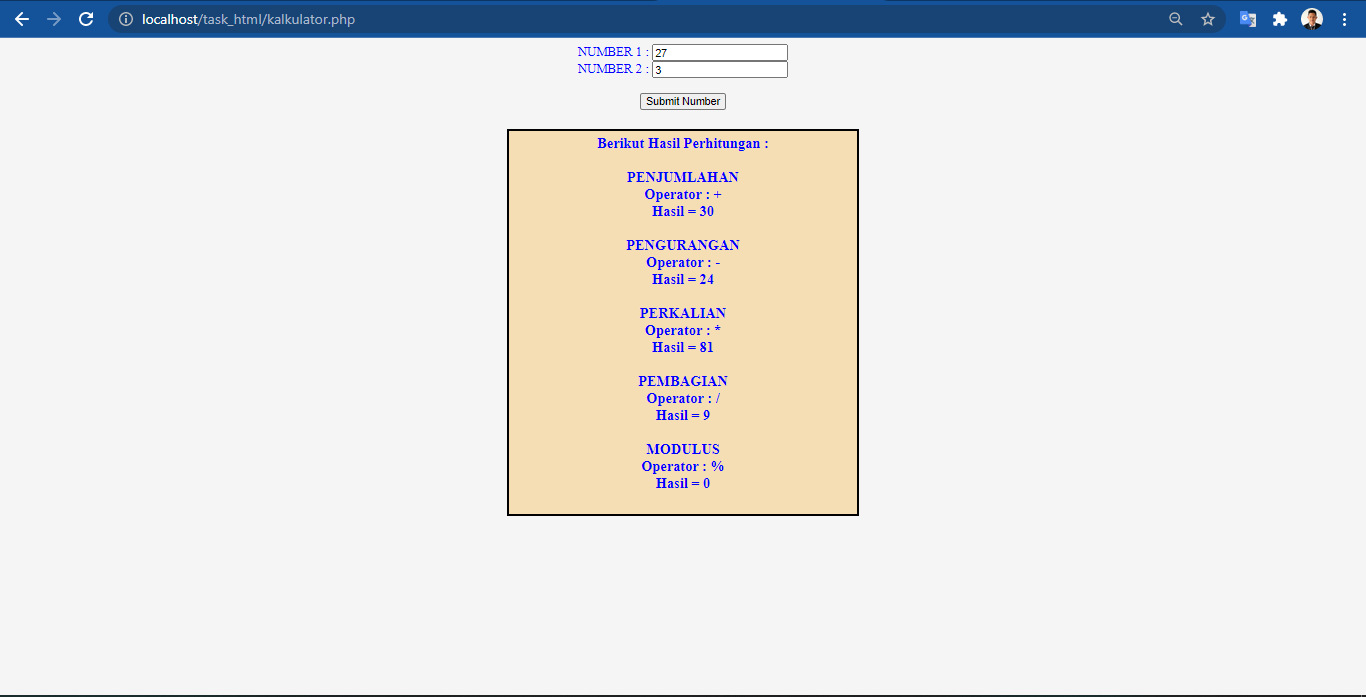 localhost/task_html/kalkulator.php
NUMBER 1 : 27
NUMBER 2 : 3
Submit Number
Berikut Hasil Perhitungan :
PENJUMLAHAN
Operator : +
Hasil = 30
PENGURANGAN
Operator : -
Hasil = 24
PERKALIAN
Operator : *
Hasil = 81
PEMBAGIAN
Operator : /
Hasil = 9
MODULUS
Operator : %
Hasil = 0